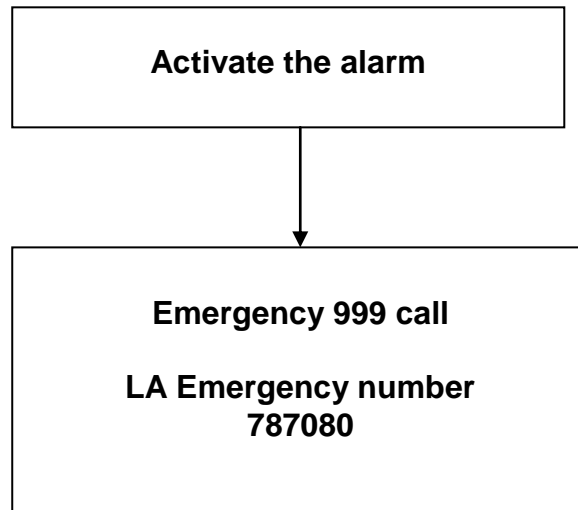 Activate the alarm
Emergency 999 call
LA Emergency number
787080